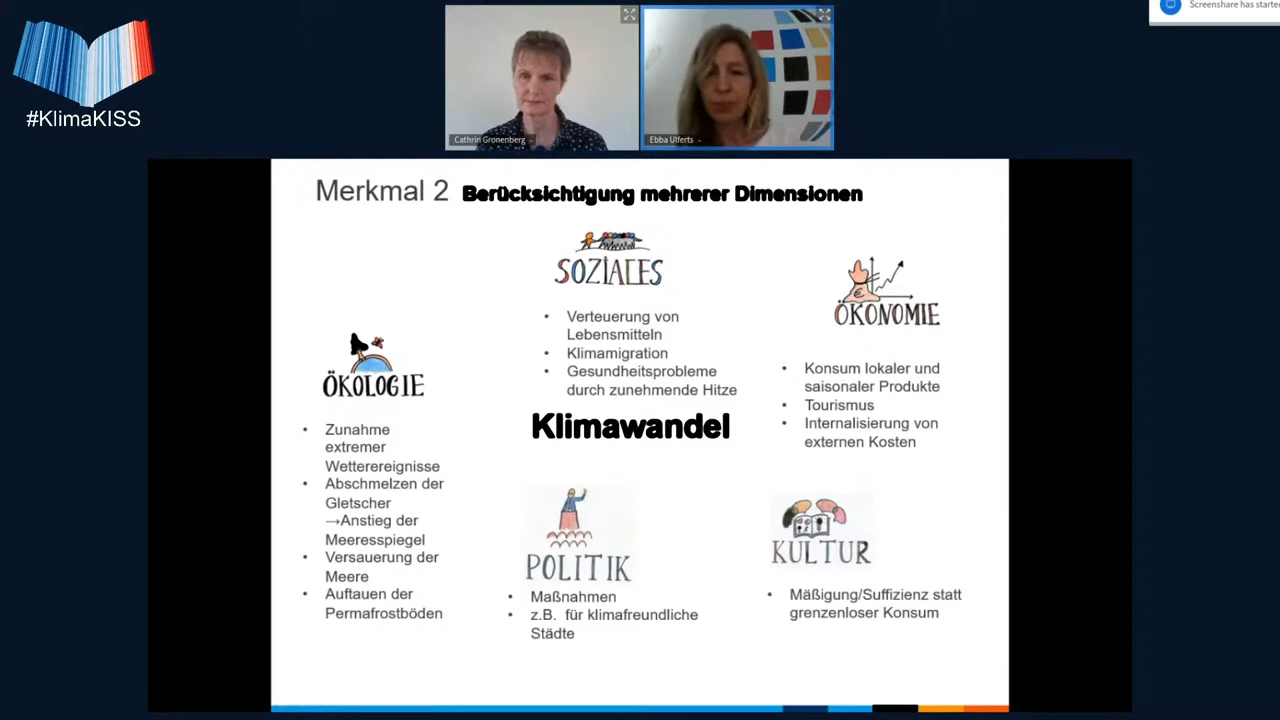 Screenshare has started
#KlimaKISS
Cathrin Gronenberg
Ebba Ulferts
Merkmal 2 Berücksichtigung mehrerer Dimensionen
SOZIALES
• Verteuerung von
Lebensmitteln
• Klimamigration
• Gesundheitsprobleme
durch zunehmende Hitze
€
ÖKONOMIE
• Konsum lokaler und
saisonaler Produkte
• Tourismus
• Internalisierung von
externen Kosten
ÖKOLOGIE
• Zunahme
extremer
Wetterereignisse
• Abschmelzen der
Gletscher
→Anstieg der
Meeresspiegel
• Versauerung der
Meere
• Auftauen der
Permafrostböden
Klimawandel
POLITIK
• Maßnahmen
• z.B. für klimafreundliche
Städte
KULTUR
• Mäßigung/Suffizienz statt
grenzenloser Konsum